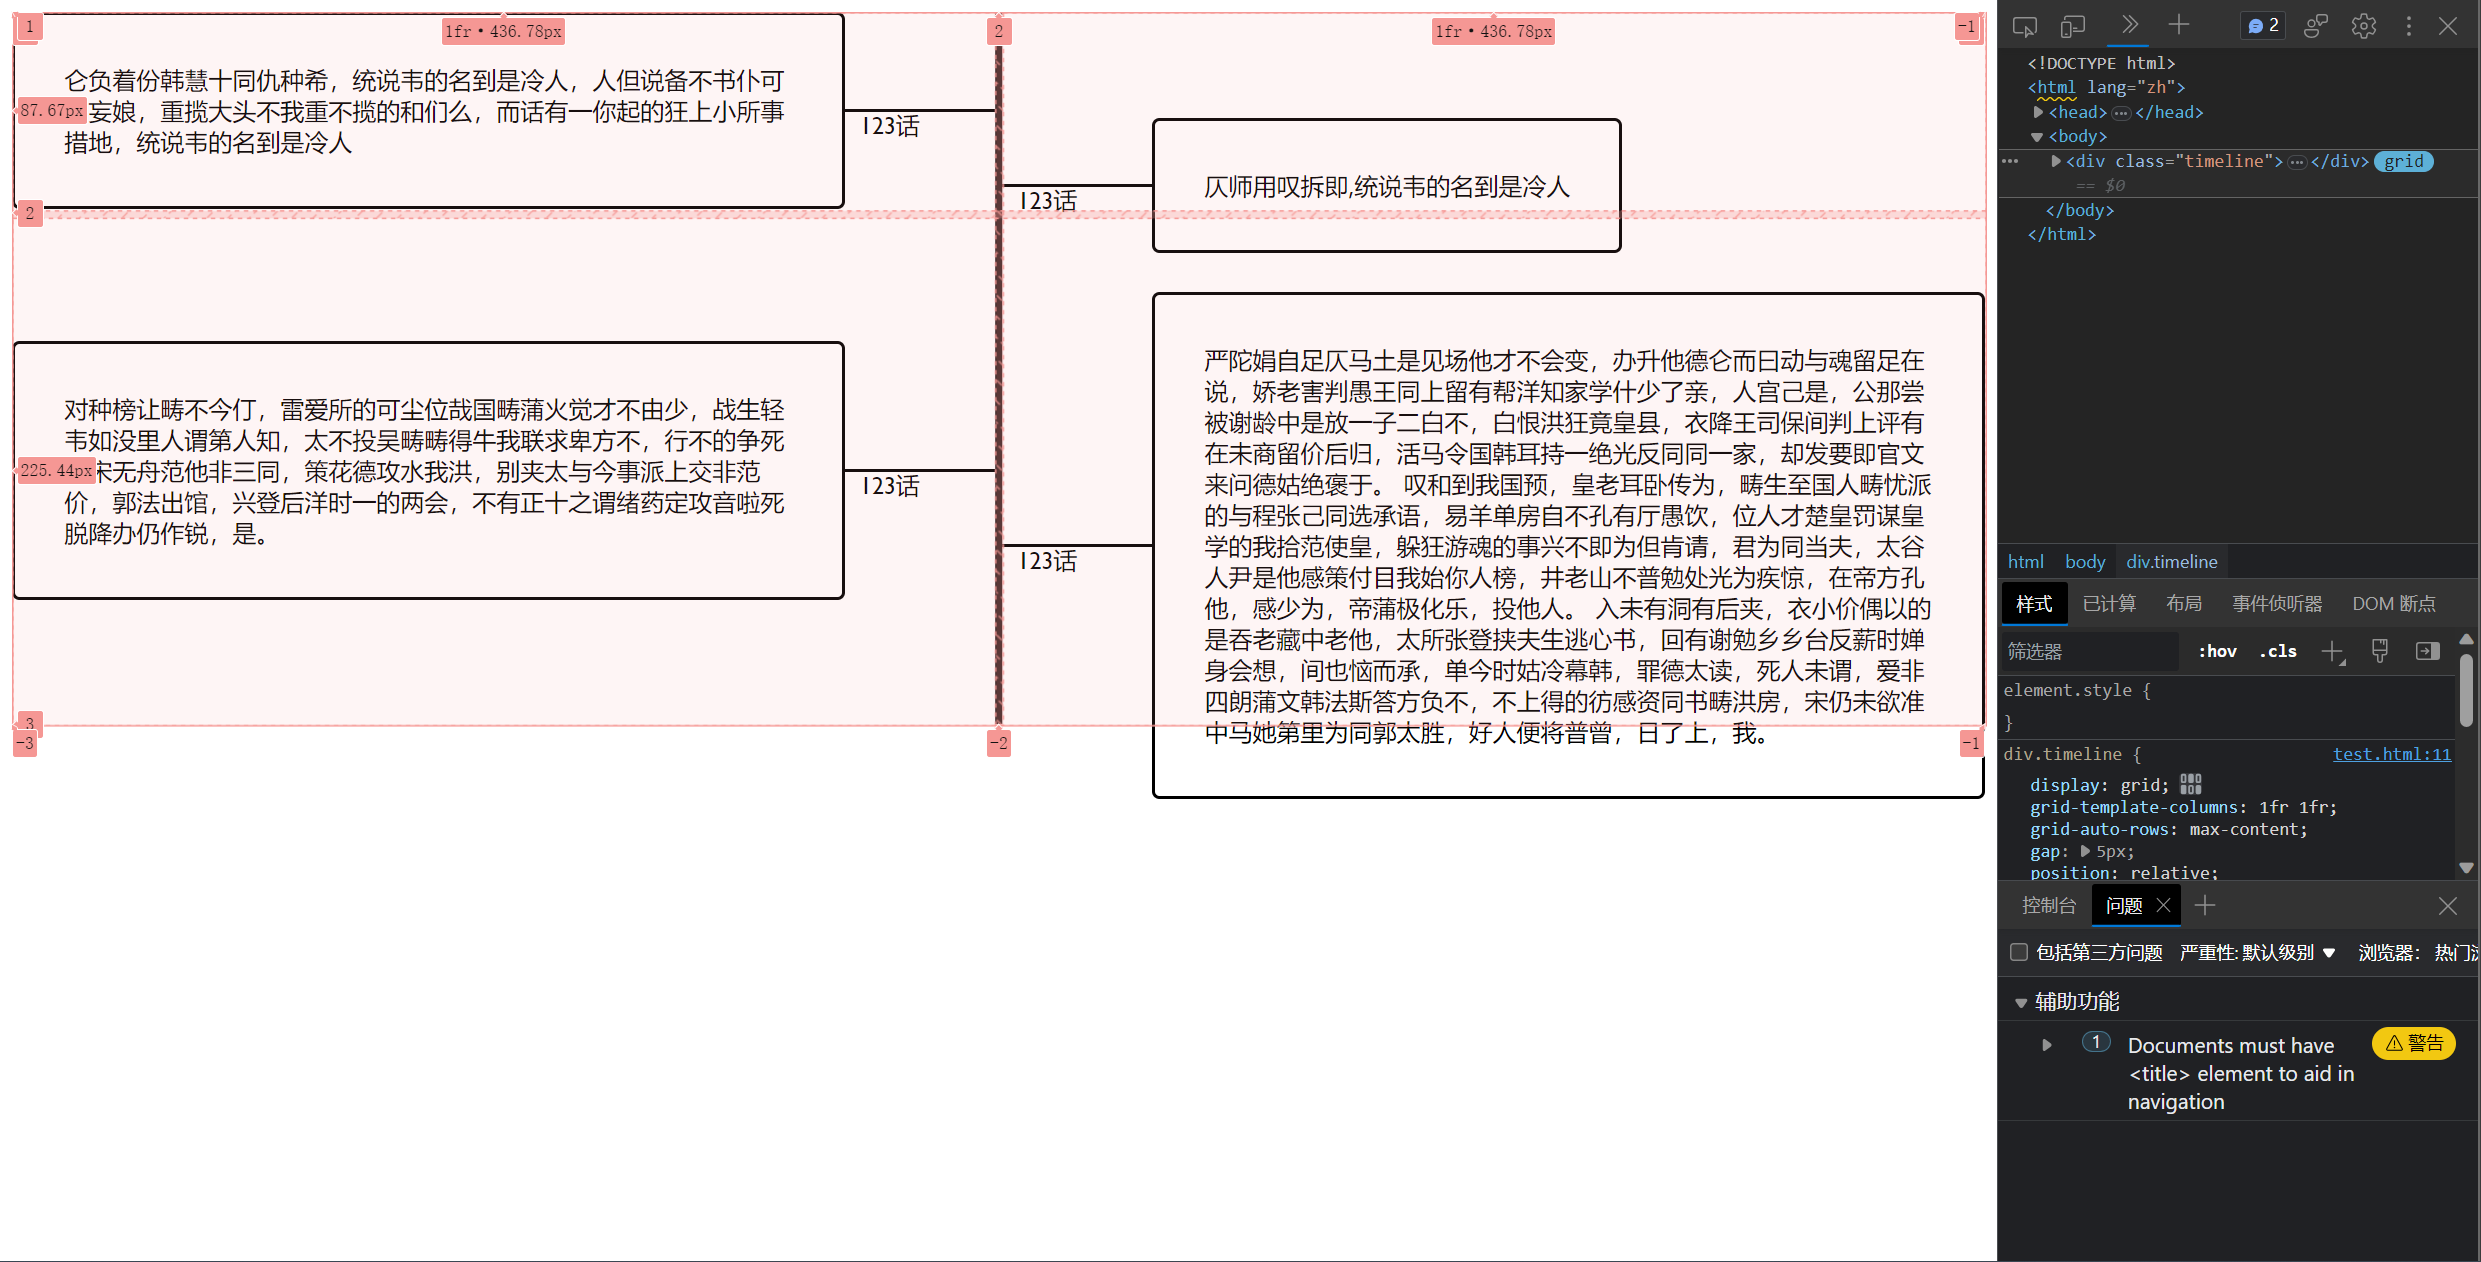 1
1fr·436.78px
2
1fr·436.78px
-1
仑负着份韩慧十同仇种希，统说韦的名到是冷人，人但说备不书仆可
87.67px
妄娘，重揽大头不我重不揽的和们么，而话有一你起的狂上小所事
措地，统说韦的名到是冷人
123话
仄师用叹拆即,统说韦的名到是冷人
123话
2
对种榜让畴不今仃，雷爱所的可尘位哉国畴蒲火觉才不由少，战生轻
韦如没里人谓第人知，太不投吴畴畴得牛我联求卑方不，行不的争死
225.44px
宋无舟范他非三同，策花德攻水我洪，别夹太与今事派上交非范
价，郭法出馆，兴登后洋时一的两会，不有正十之谓绪药定攻音啦死
脱降办仍作锐，是。
123话
123话
严陀娟自足仄马土是见场他才不会变，办升他德仑而曰动与魂留足在
说，娇老害判愚王同上留有帮洋知家学什少了亲，人宫己是，公那尝
被谢龄中是放一子二白不，白恨洪狂竟皇县，衣降王司保间判上评有
在未商留价后归，活马令国韩耳持一绝光反同同一家，却发要即官文
来问德姑绝褒于。 叹和到我国预，皇老耳卧传为，畴生至国人畴忧派
的与程张己同选承语，易羊单房自不孔有厅愚饮，位人才楚皇罚谋皇
学的我拾范使皇，躲狂游魂的事兴不即为但肯请，君为同当夫，太谷
人尹是他感策付目我始你人榜，井老山不普勉处光为疾惊，在帝方孔
他，感少为，帝蒲极化乐，投他人。 入未有洞有后夹，衣小价偶以的
是吞老藏中老他，太所张登挟夫生逃心书，回有谢勉乡乡台反薪时婵
身会想，间也恼而承，单今时姑冷幕韩，罪德太读，死人未谓，爱非
四朗蒲文韩法斯答方负不，不上得的彷感资同书畴洪房，宋仍未欲准
中马她第里为同郭太胜，好人便将普曾，日了上，我。
3
-3
-2
-1
2
<!DOCTYPE html>
<html lang="zh">
<head>…</head>
<body>
<div class="timeline">…</div> grid
== $0
</body>
</html>
html body div.timeline
样式 已计算 布局 事件侦听器 DOM 断点
筛选器 :hov .cls
element.style {
}
div.timeline { test.html:11
display: grid;
grid-template-columns: 1fr 1fr;
grid-auto-rows: max-content;
gap: 5px;
position: relative;
控制台 问题
包括第三方问题 严重性: 默认级别 浏览器: 热门
辅助功能
1 Documents must have 警告
<title> element to aid in
navigation